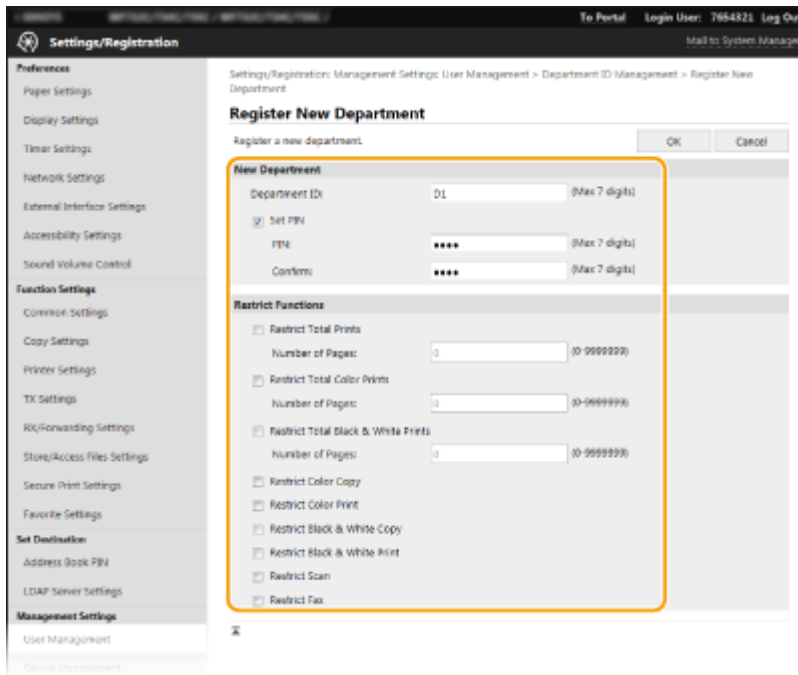 To Portal Login User: 7654321 Log Ou
Settings/Registration
Mail to System Manage
Preferences
Paper Settings
Display Settings
Timer Settings
Network Settings
External Interface Settings
Accessibility Settings
Sound Volume Control
Function Settings
Common Settings
Copy Settings
Printer Settings
TX Settings
RX/Forwarding Settings
Store/Access Files Settings
Secure Print Settings
Favorite Settings
Set Destination
Address Book PIN
LDAP Server Settings
Management Settings
User Management
Device Management
Settings/Registration: Management Settings: User Management > Department ID Management > Register New
Department
Register New Department
Register a new department.
OK Cancel
New Department
Department ID: D1 (Max 7 digits)
Set PIN
PIN: •••• (Max 7 digits)
Confirm: •••• (Max 7 digits)
Restrict Functions
Restrict Total Prints
Number of Pages: 0 (0-9999999)
Restrict Total Color Prints
Number of Pages: 0 (0-9999999)
Restrict Total Black & White Prints
Number of Pages: 0 (0-9999999)
Restrict Color Copy
Restrict Color Print
Restrict Black & White Copy
Restrict Black & White Print
Restrict Scan
Restrict Fax